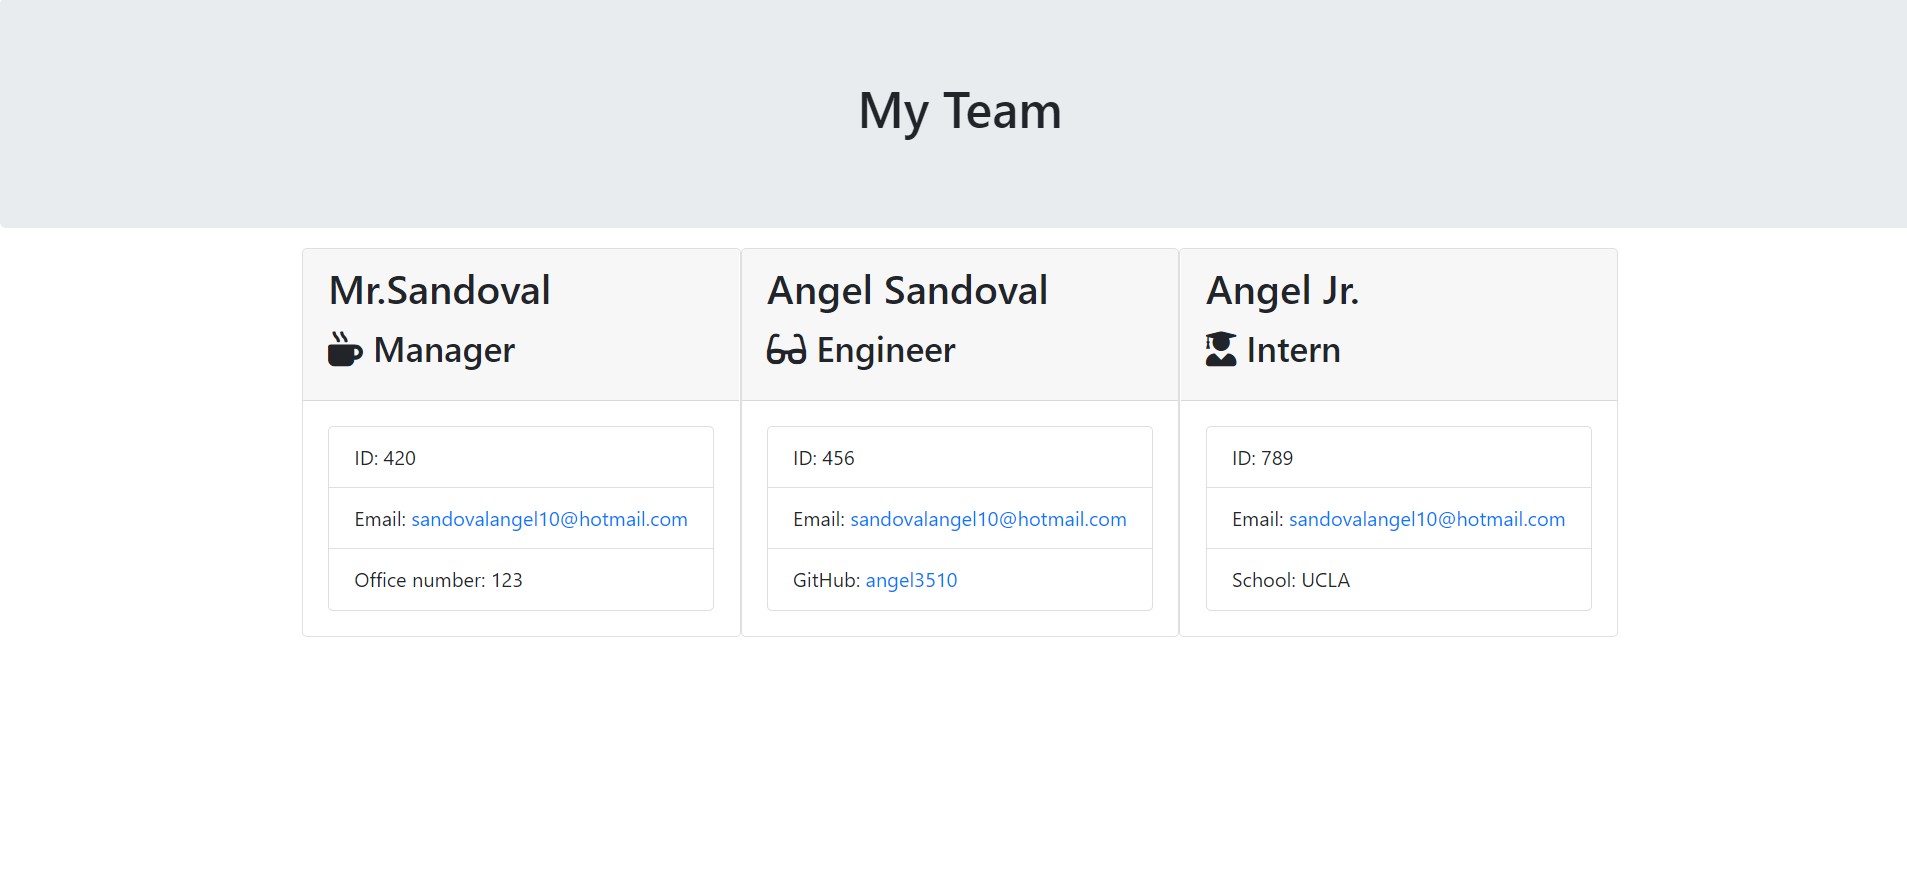 My Team
Mr.Sandoval
Manager
ID: 420
Email: sandovalangel10@hotmail.com
Office number: 123
Angel Sandoval
Engineer
ID: 456
Email: sandovalangel10@hotmail.com
GitHub: angel3510
Angel Jr.
Intern
ID: 789
Email: sandovalangel10@hotmail.com
School: UCLA